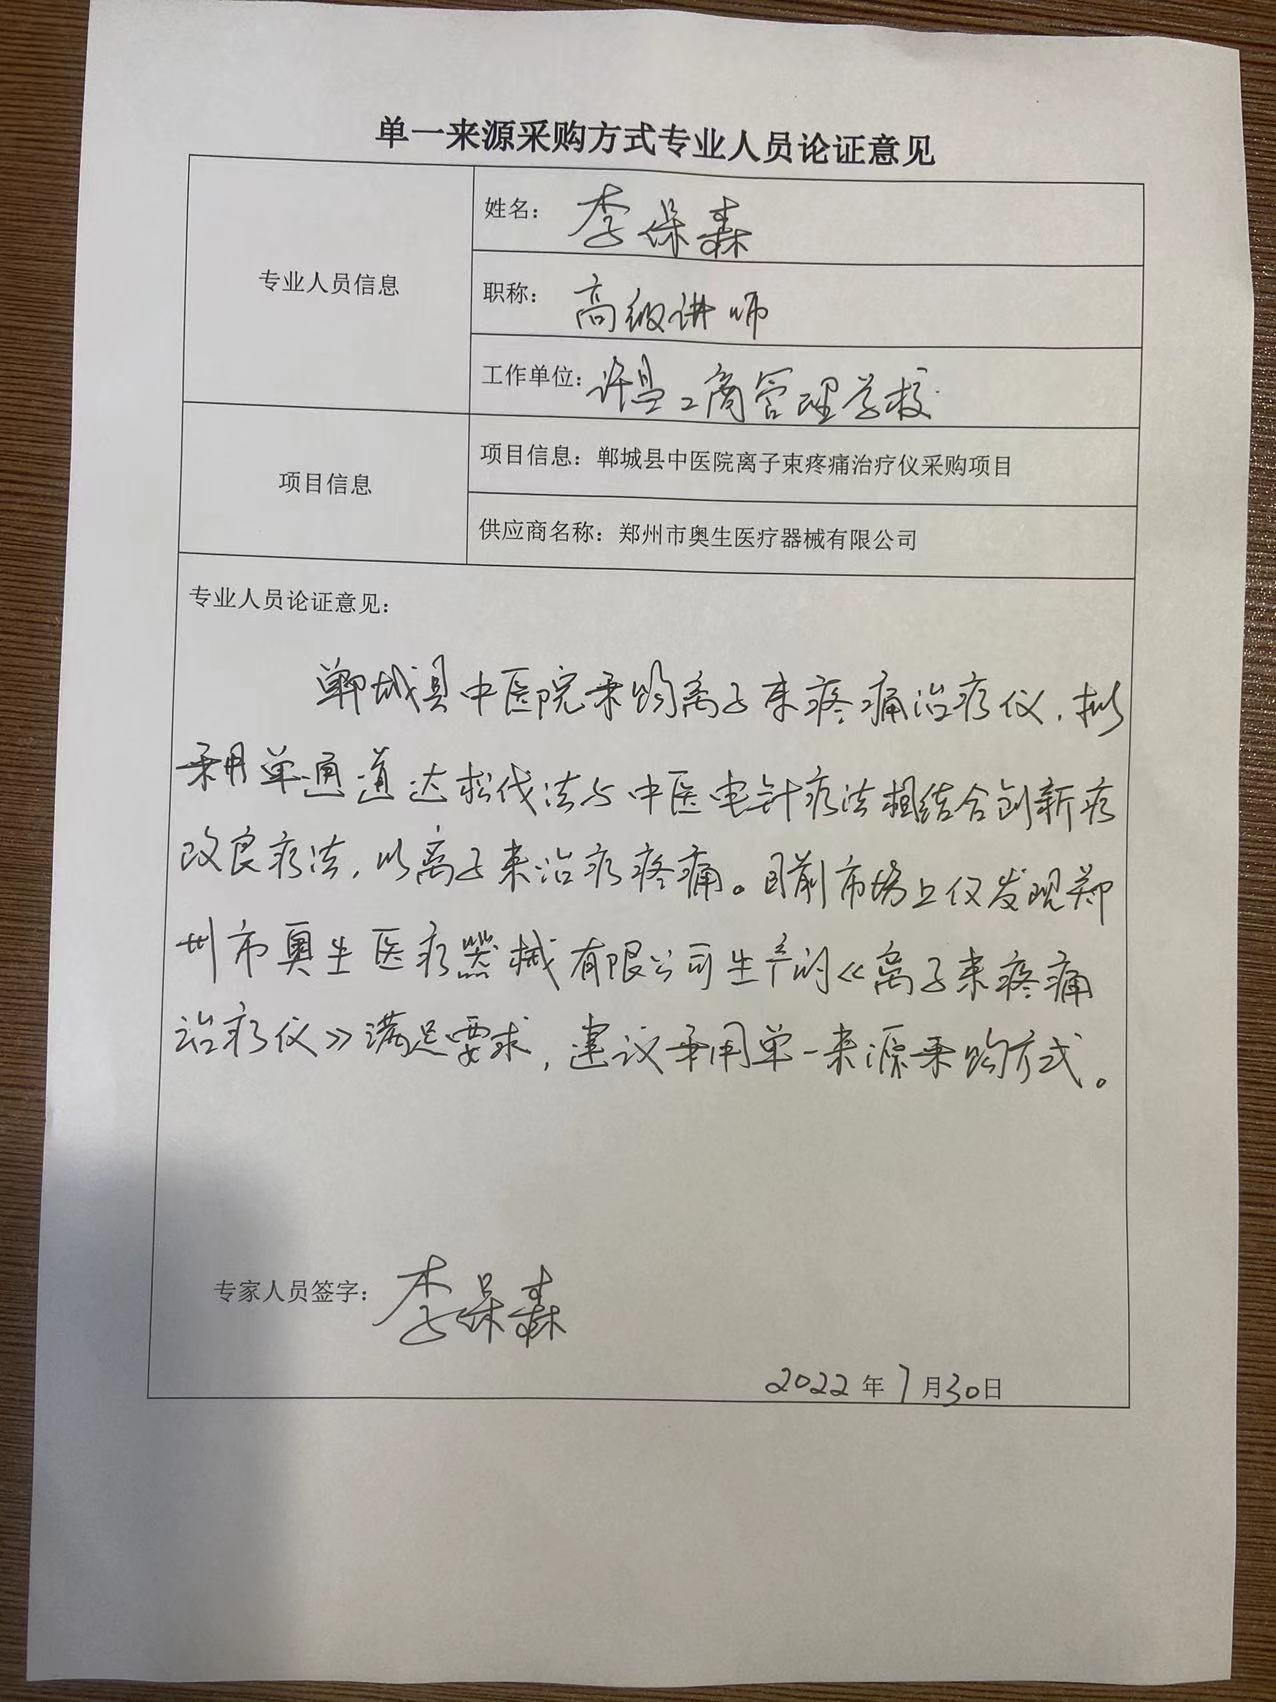 单一来源采购方式专业人员论证意见
专业人员信息
姓名：李保森
职称：高级讲师
工作单位：许昌工商管理学校
项目信息
项目信息：郸城县中医院离子束疼痛治疗仪采购项目
供应商名称：郑州市奥生医疗器械有限公司
专业人员论证意见：
郸城县中医院采购离子束疼痛治疗仪，拟
采用单通道达松伐法与中医电针疗法相结合创新疗
改良疗法，以离子束治疗疼痛。目前市场上仅发现郑
州市奥生医疗器械有限公司生产的《离子束疼痛
治疗仪》满足要求，建议采用单一来源采购方式。
专家人员签字：李保森
2022年7月30日